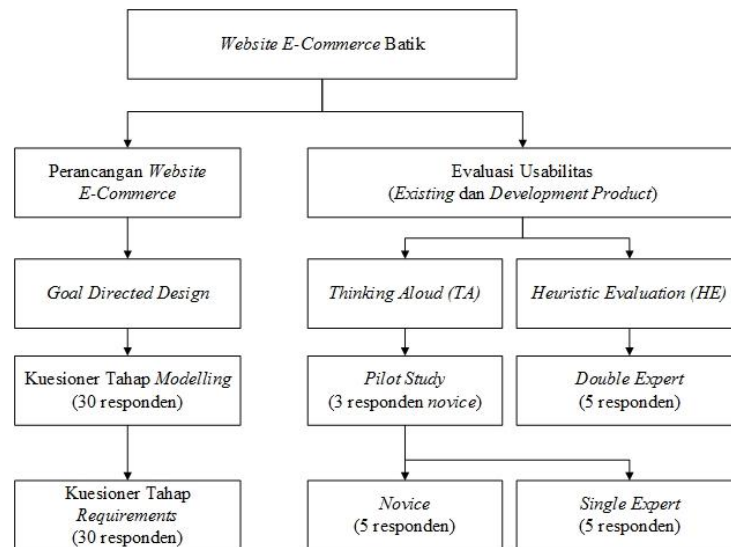 Website E-Commerce Batik
Perancangan Website
E-Commerce
Evaluasi Usabilitas
(Existing dan Development Product)
Goal Directed Design
Thinking Aloud (TA)
Heuristic Evaluation (HE)
Kuesioner Tahap Modelling
(30 responden)
Pilot Study
(3 responden novice)
Double Expert
(5 responden)
Kuesioner Tahap
Requirements
(30 responden)
Novice
(5 responden)
Single Expert
(5 responden)